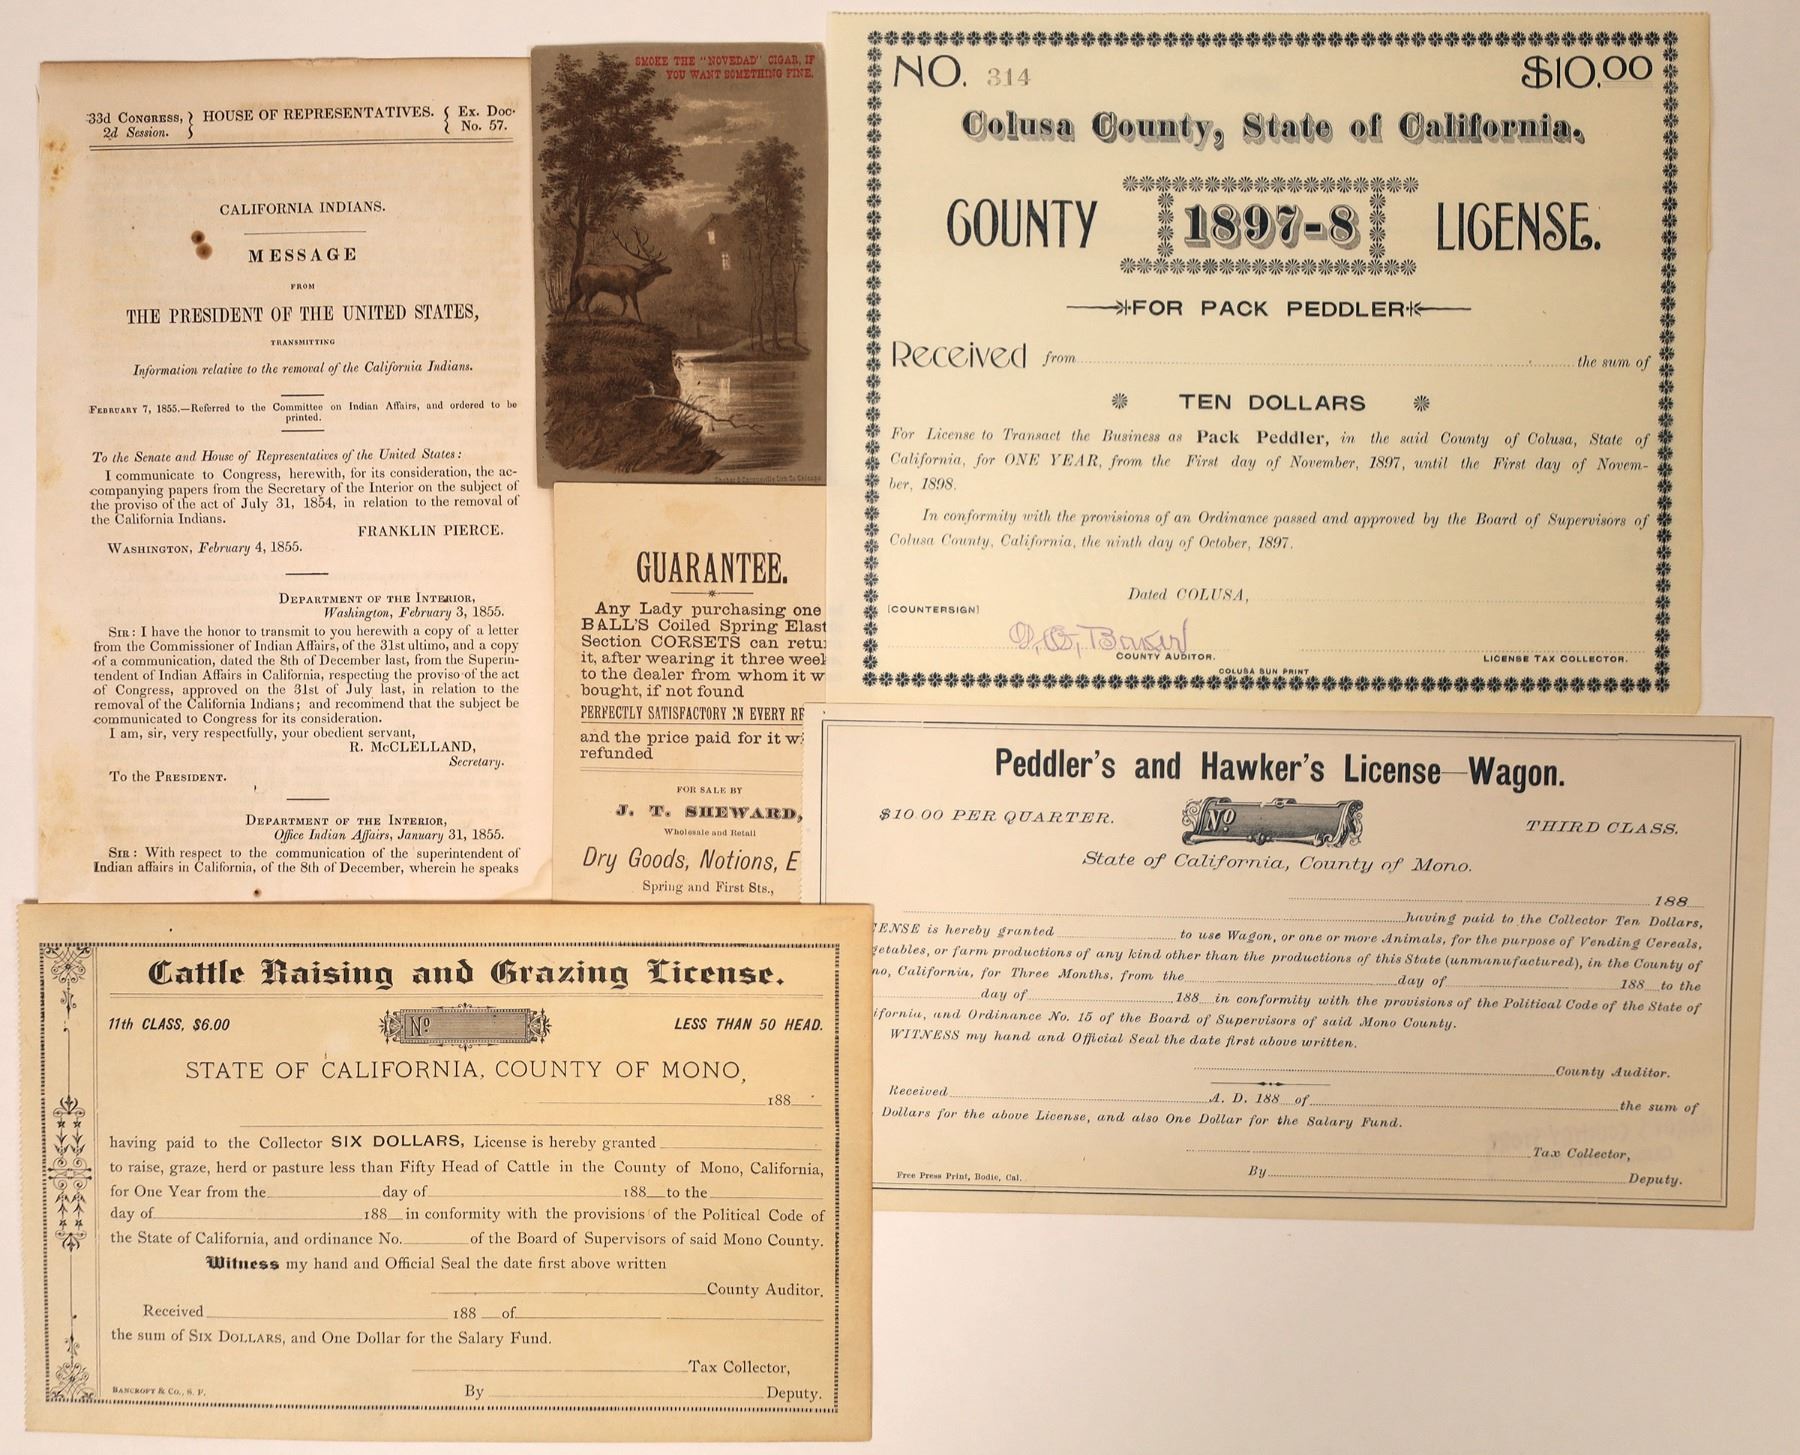 33d Congress, 2d Session. } HOUSE OF REPRESENTATIVES. { Ex. Doc. No. 57.
CALIFORNIA INDIANS.
MESSAGE
FROM
THE PRESIDENT OF THE UNITED STATES,
TRANSMITTING
Information relative to the removal of the California Indians.
February 7, 1855.—Referred to the Committee on Indian Affairs, and ordered to be
printed.
To the Senate and House of Representatives of the United States:
I communicate to Congress, herewith, for its consideration, the ac-
companying papers from the Secretary of the Interior on the subject of
the proviso of the act of July 31, 1854, in relation to the removal of
the California Indians.
FRANKLIN PIERCE.
Washington, February 4, 1855.
Department of the Interior,
Washington, February 3, 1855.
Sir: I have the honor to transmit to you herewith a copy of a letter
from the Commissioner of Indian Affairs, of the 31st ultimo, and a copy
of a communication, dated the 8th of December last, from the Superin-
tendent of Indian Affairs in California, respecting the proviso of the act
of Congress, approved on the 31st of July last, in relation to the
removal of the California Indians; and recommend that the subject be
communicated to Congress for its consideration.
I am, sir, very respectfully, your obedient servant,
R. McCLELLAND,
Secretary.
To the President.
Department of the Interior,
Office Indian Affairs, January 31, 1855.
Sir: With respect to the communication of the superintendent of
Indian affairs in California, of the 8th of December, wherein he speaks
SMOKE THE "NOVEDAD" CIGAR, IF
YOU WANT SOMETHING FINE.
Lith Co Chicago
GUARANTEE.
Any Lady purchasing one
BALL'S Coiled Spring Elast
Section CORSETS can retu
it, after wearing it three week
to the dealer from whom it w
bought, if not found
PERFECTLY SATISFACTORY IN EVERY RE
and the price paid for it wi
refunded
FOR SALE BY
J. T. SHEWARD,
Wholesale and Retail
Dry Goods, Notions, E
Spring and First Sts.,
NO. 314 $10.00
Colusa County, State of California.
COUNTY 1897-8 LICENSE.
FOR PACK PEDDLER
Received from the sum of
TEN DOLLARS
For License to Transact the Business as Pack Peddler, in the said County of Colusa, State of
California, for ONE YEAR, from the First day of November, 1897, until the First day of Novem-
ber, 1898.
In conformity with the provisions of an Ordinance passed and approved by the Board of Supervisors of
Colusa County, California, the ninth day of October, 1897.
Dated COLUSA,
[COUNTERSIGN]
COUNTY AUDITOR. LICENSE TAX COLLECTOR.
COLUSA SUN PRINT
Peddler's and Hawker's License—Wagon.
$10.00 PER QUARTER. No THIRD CLASS.
State of California, County of Mono.
188
having paid to the Collector Ten Dollars,
CENSE is hereby granted to use Wagon, or one or more Animals, for the purpose of Vending Cereals,
getables, or farm productions of any kind other than the productions of this State (unmanufactured), in the County of
no, California, for Three Months, from the day of 188 to the
day of 188 in conformity with the provisions of the Political Code of the State of
ifornia, and Ordinance No. 15 of the Board of Supervisors of said Mono County.
WITNESS my hand and Official Seal the date first above written.
County Auditor.
Received A. D. 188 of the sum of
Dollars for the above License, and also One Dollar for the Salary Fund.
Tax Collector,
Free Press Print, Bodie, Cal. By Deputy.
Cattle Raising and Grazing License.
11th CLASS, $6.00 No LESS THAN 50 HEAD.
STATE OF CALIFORNIA, COUNTY OF MONO,
188
having paid to the Collector SIX DOLLARS, License is hereby granted
to raise, graze, herd or pasture less than Fifty Head of Cattle in the County of Mono, California,
for One Year from the day of 188 to the
day of 188 in conformity with the provisions of the Political Code of
the State of California, and ordinance No. of the Board of Supervisors of said Mono County.
Witness my hand and Official Seal the date first above written
County Auditor.
Received 188 of
the sum of Six Dollars, and One Dollar for the Salary Fund.
Tax Collector,
Bancroft & Co., S. F. By Deputy.